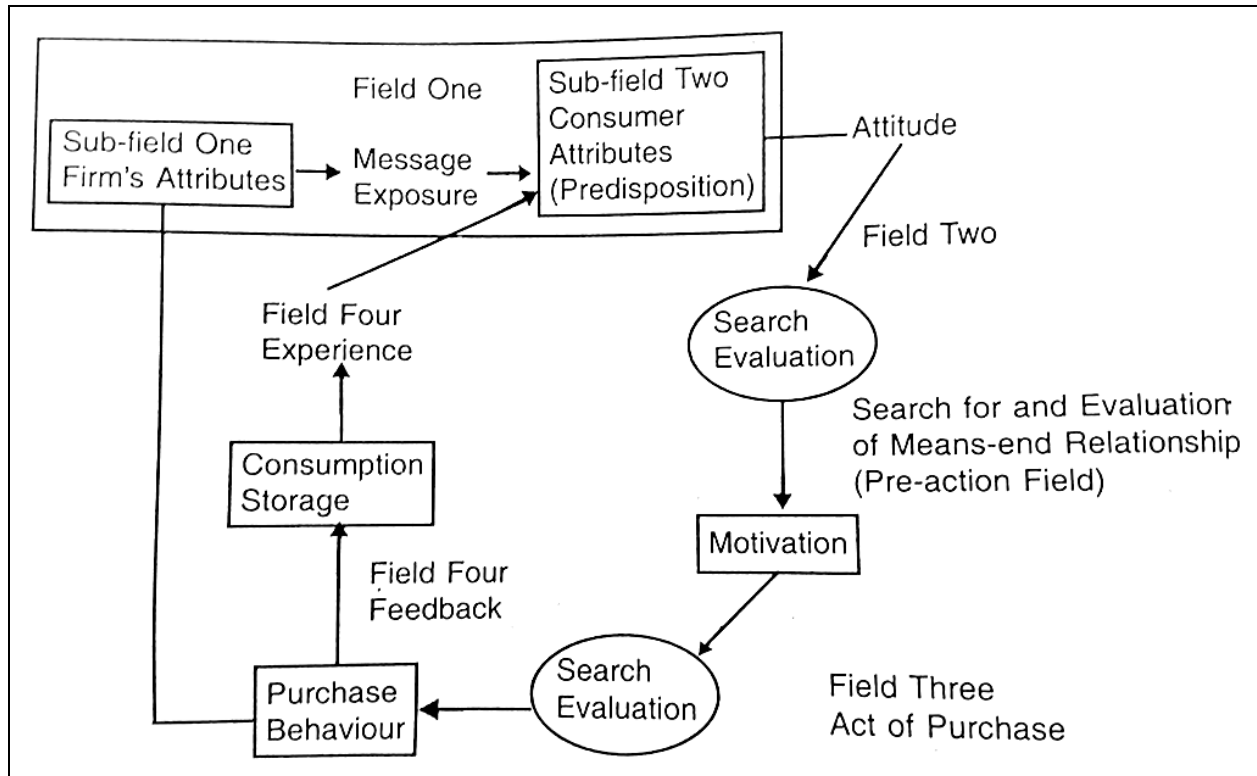 Field One
Sub-field One
Firm's Attributes
Message
Exposure
Sub-field Two
Consumer
Attributes
(Predisposition)
Attitude
Field Two
Search
Evaluation
Search for and Evaluation
of Means-end Relationship
(Pre-action Field)
Motivation
Field Three
Act of Purchase
Search
Evaluation
Purchase
Behaviour
Field Four
Feedback
Consumption
Storage
Field Four
Experience